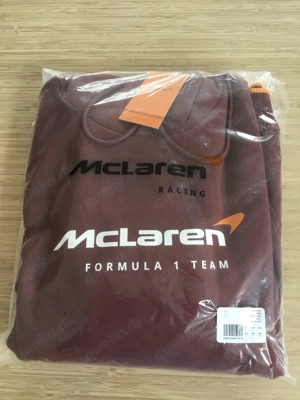 McLaren
RACING
McLaren
FORMULA 1 TEAM